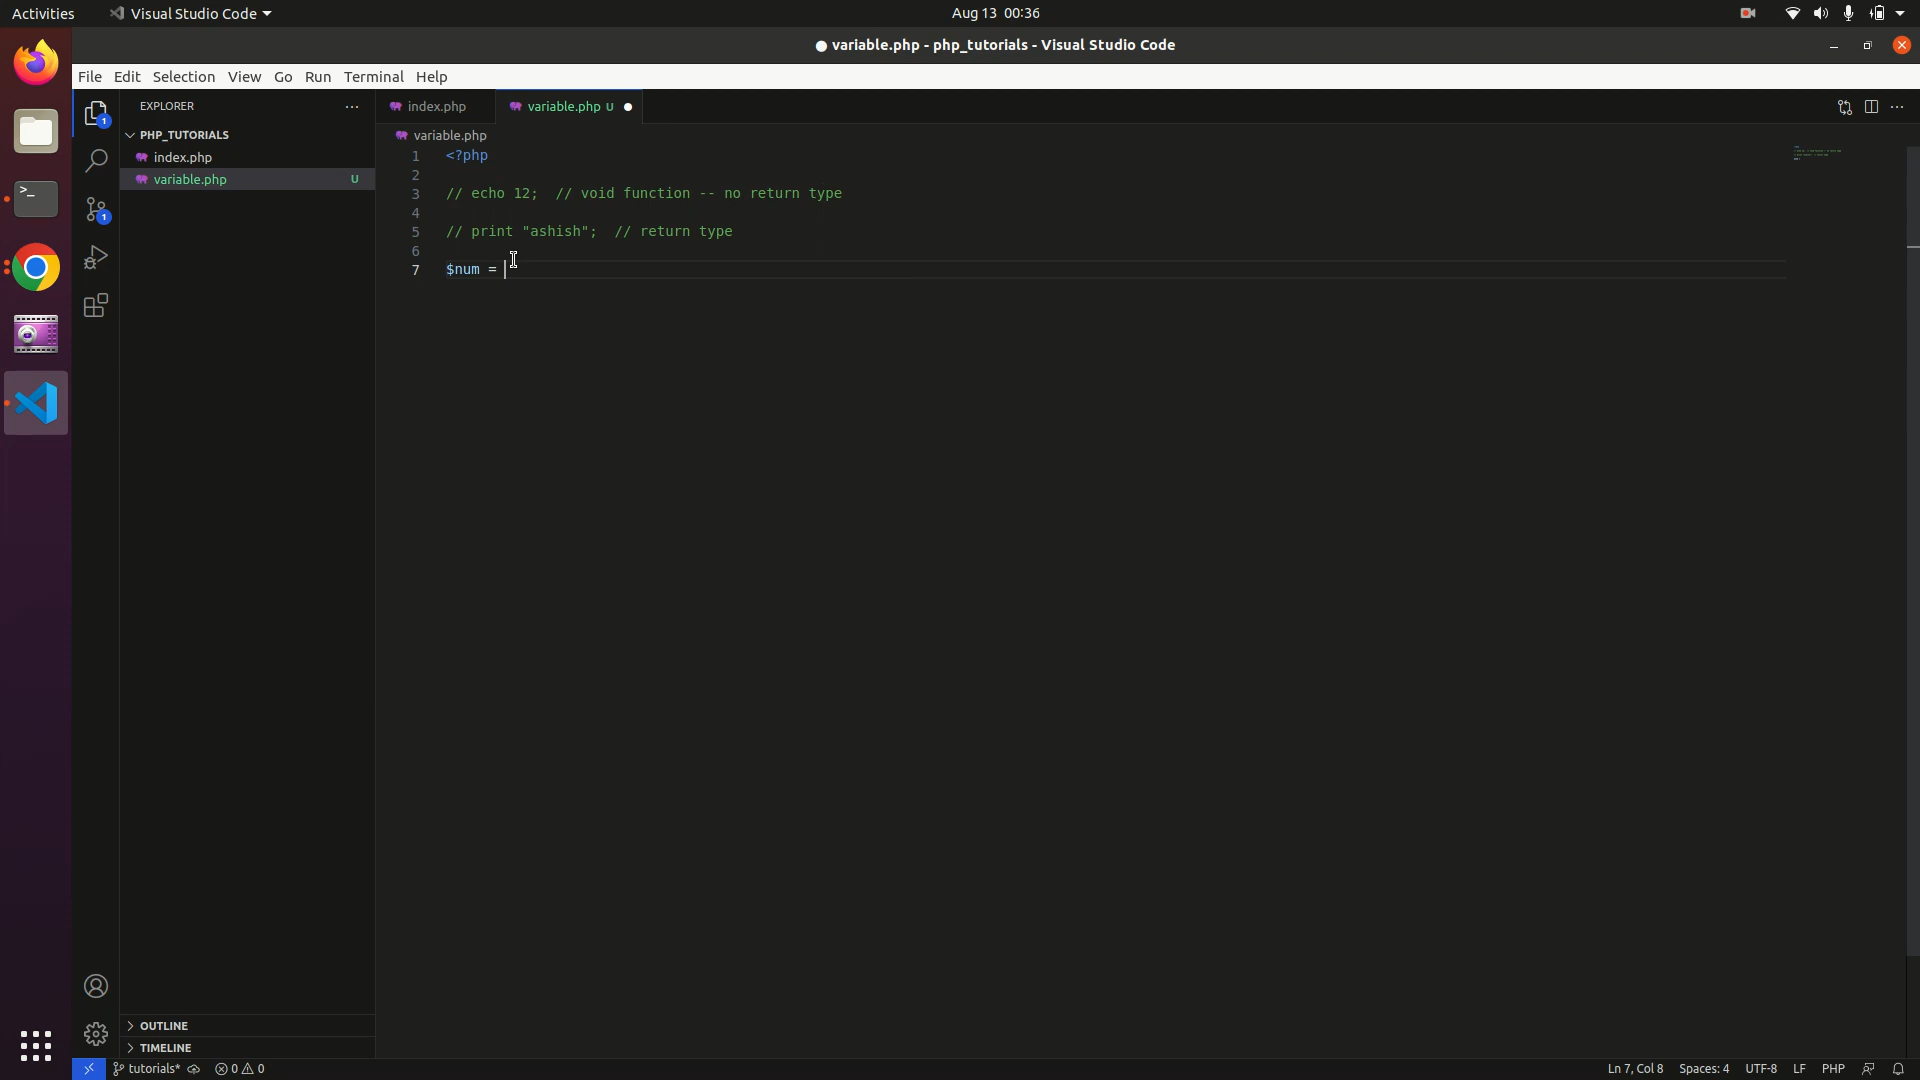 Activities
Visual Studio Code
Aug 13 00:36
● variable.php - php_tutorials - Visual Studio Code
File Edit Selection View Go Run Terminal Help
EXPLORER
index.php
variable.php U
PHP_TUTORIALS
variable.php
index.php
variable.php U
1 <?php
2
3 // echo 12;  // void function -- no return type
4
5 // print "ashish";  // return type
6
7 $num =
1
1
OUTLINE
TIMELINE
tutorials* 0 0
Ln 7, Col 8 Spaces: 4 UTF-8 LF PHP